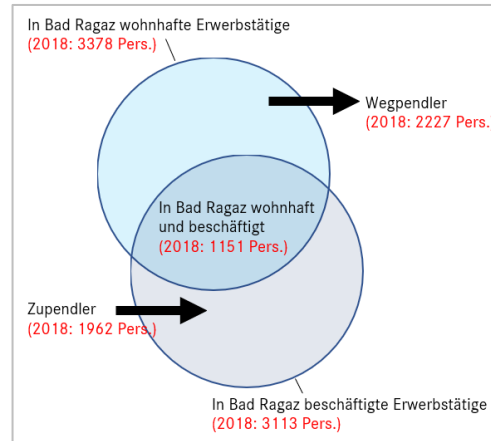 In Bad Ragaz wohnhafte Erwerbstätige
(2018: 3378 Pers.)
Wegpendler
(2018: 2227 Pers.
In Bad Ragaz wohnhaft
und beschäftigt
(2018: 1151 Pers.)
Zupendler
(2018: 1962 Pers.)
In Bad Ragaz beschäftigte Erwerbstätige
(2018: 3113 Pers.)